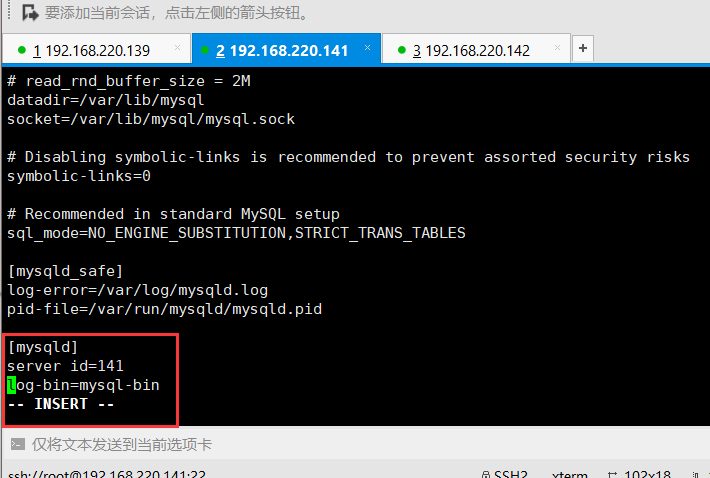 要添加当前会话，点击左侧的箭头按钮。
1 192.168.220.139 × 2 192.168.220.141 × 3 192.168.220.142 × +
# read_rnd_buffer_size = 2M
datadir=/var/lib/mysql
socket=/var/lib/mysql/mysql.sock
# Disabling symbolic-links is recommended to prevent assorted security risks
symbolic-links=0
# Recommended in standard MySQL setup
sql_mode=NO_ENGINE_SUBSTITUTION,STRICT_TRANS_TABLES
[mysqld_safe]
log-error=/var/log/mysqld.log
pid-file=/var/run/mysqld/mysqld.pid
[mysqld]
server id=141
log-bin=mysql-bin
-- INSERT --
仅将文本发送到当前选项卡
ssh://root@192.168.220.141:22 SSH2 xterm 102x18